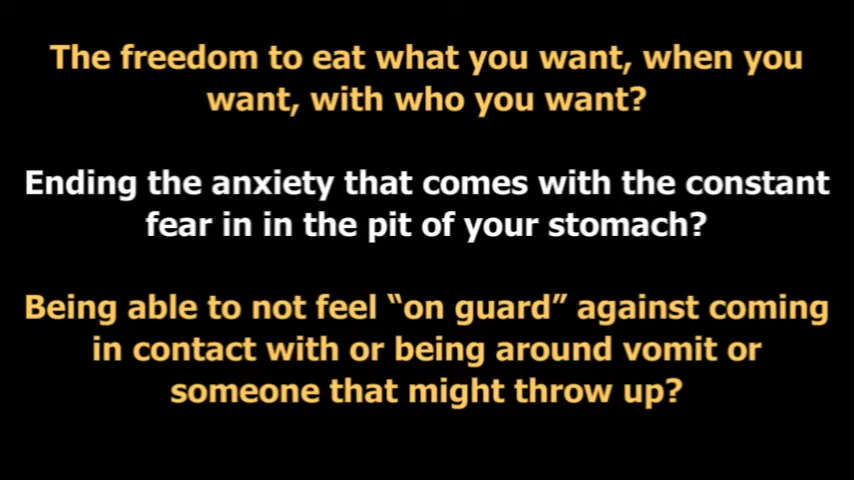 The freedom to eat what you want, when you
want, with who you want?
Ending the anxiety that comes with the constant
fear in in the pit of your stomach?
Being able to not feel “on guard” against coming
in contact with or being around vomit or
someone that might throw up?